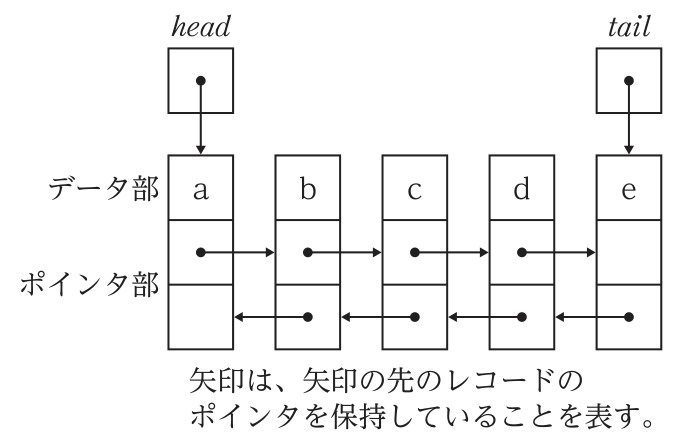 head
tail
データ部
a
b
c
d
e
ポインタ部
矢印は、矢印の先のレコードの
ポインタを保持していることを表す。